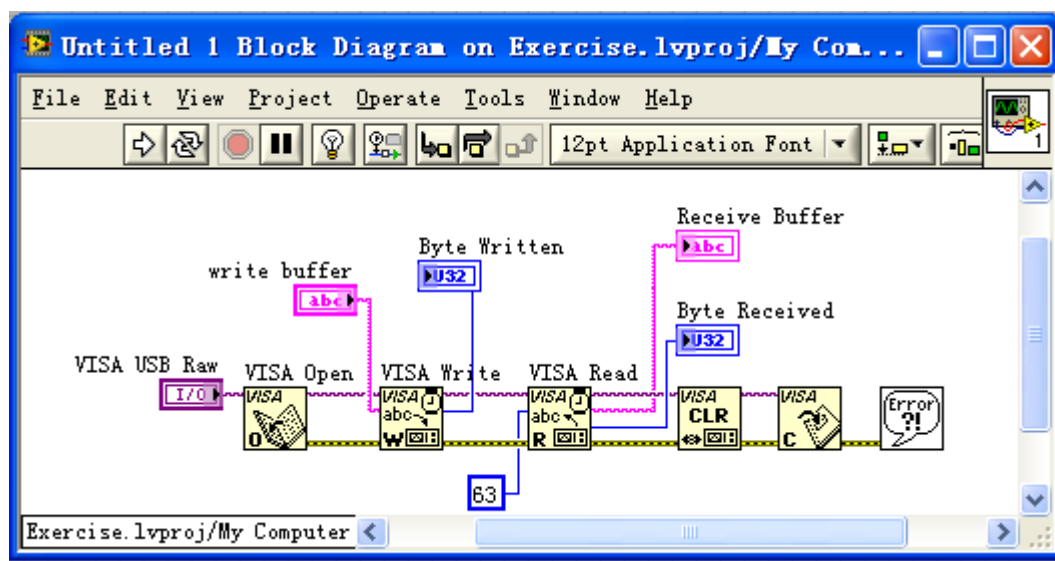 Untitled 1 Block Diagram on Exercise.lvproj/My Com...
File Edit View Project Operate Tools Window Help
12pt Application Font
1
Receive Buffer
abc
Byte Written
U32
write buffer
abc
Byte Received
U32
VISA USB Raw
I/O
VISA Open
VISA Write
VISA Read
VISA
O
VISA
abc
W
VISA
abc
R
VISA
CLR
VISA
C
Error
?!
63
Exercise.lvproj/My Computer